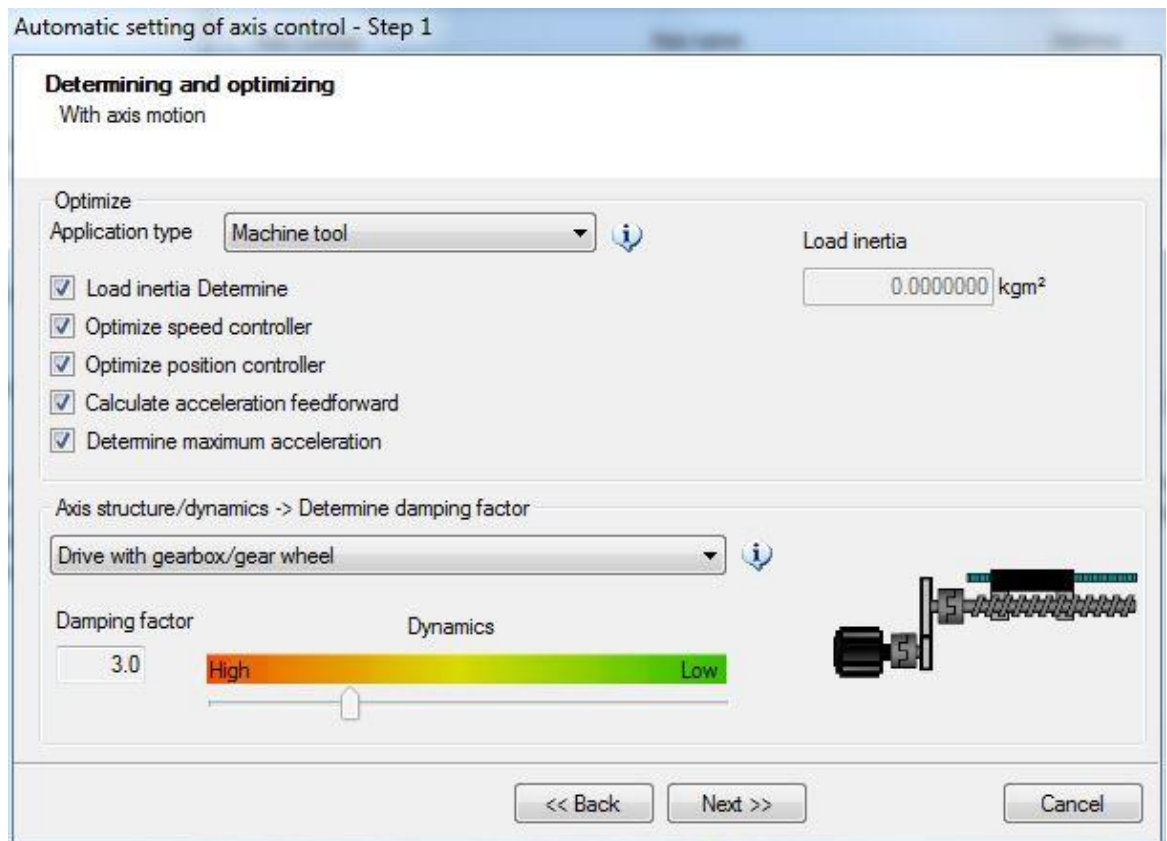 Automatic setting of axis control - Step 1
Determining and optimizing
With axis motion
Optimize
Application type
Machine tool
Load inertia
0.0000000 kgm²
Load inertia Determine
Optimize speed controller
Optimize position controller
Calculate acceleration feedforward
Determine maximum acceleration
Axis structure/dynamics -> Determine damping factor
Drive with gearbox/gear wheel
Damping factor
Dynamics
3.0
High
Low
<< Back
Next >>
Cancel